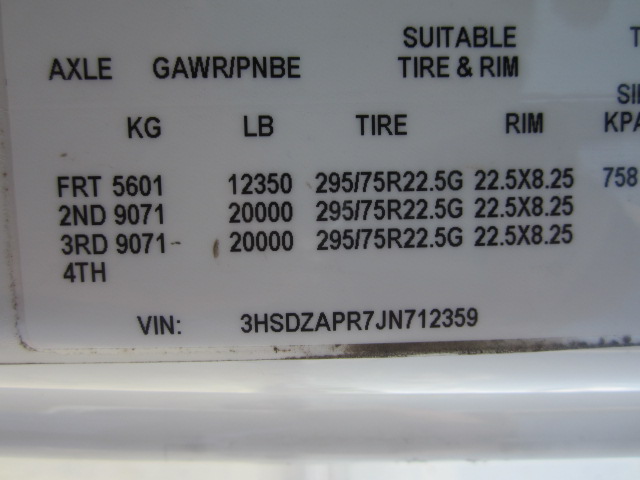 SUITABLE T
AXLE GAWR/PNBE TIRE & RIM
SI
KG LB TIRE RIM KPA
FRT 5601 12350 295/75R22.5G 22.5X8.25 758
2ND 9071 20000 295/75R22.5G 22.5X8.25
3RD 9071 20000 295/75R22.5G 22.5X8.25
4TH
VIN: 3HSDZAPR7JN712359